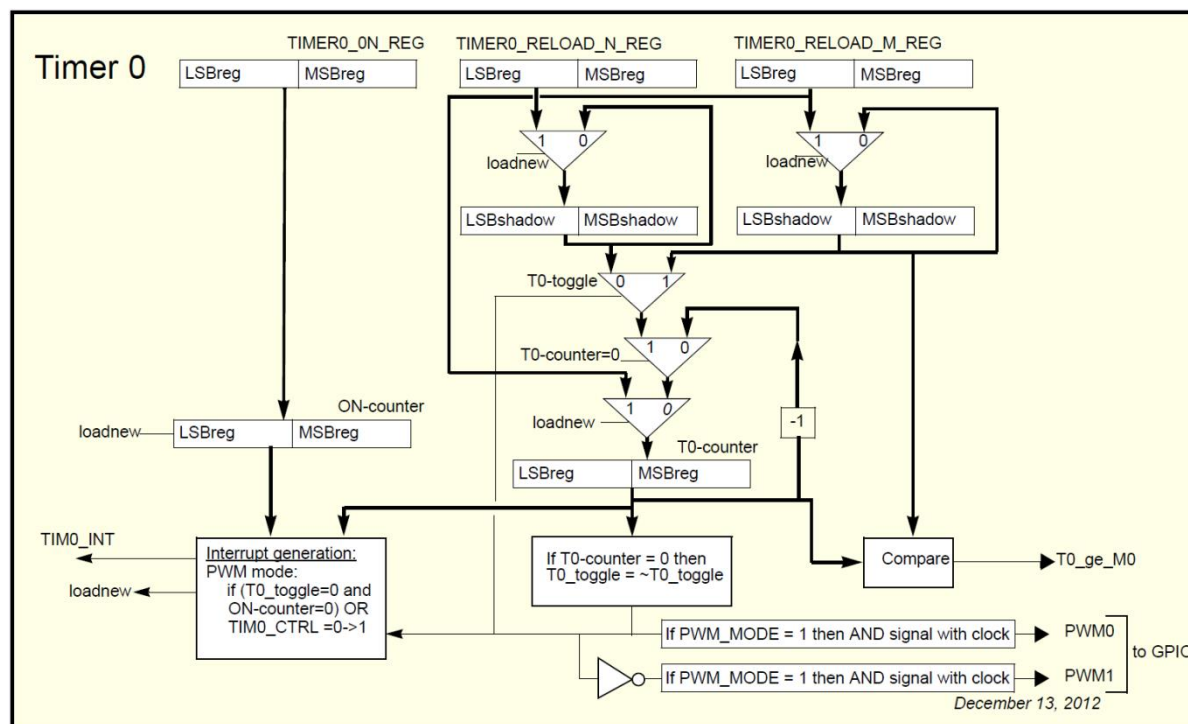 Timer 0
TIMER0_0N_REG
TIMER0_RELOAD_N_REG
TIMER0_RELOAD_M_REG
LSBreg MSBreg
LSBreg MSBreg
LSBreg MSBreg
1 0
loadnew
1 0
loadnew
LSBshadow MSBshadow
LSBshadow MSBshadow
T0-toggle
0 1
T0-counter=0
1 0
ON-counter
loadnew
LSBreg MSBreg
loadnew
1 0
-1
T0-counter
LSBreg MSBreg
TIM0_INT
loadnew
Interrupt generation:
PWM mode:
if (T0_toggle=0 and
ON-counter=0) OR
TIM0_CTRL =0->1
If T0-counter = 0 then
T0_toggle = ~T0_toggle
Compare
T0_ge_M0
If PWM_MODE = 1 then AND signal with clock
PWM0
to GPIO
If PWM_MODE = 1 then AND signal with clock
PWM1
December 13, 2012